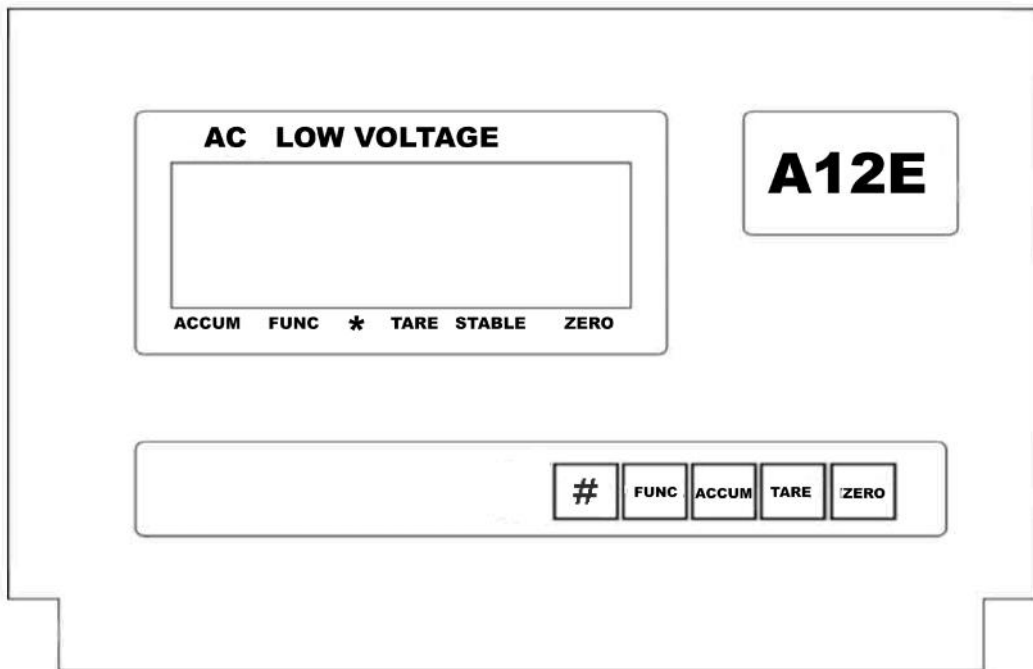 AC LOW VOLTAGE
A12E
ACCUM FUNC * TARE STABLE ZERO
# FUNC ACCUM TARE ZERO